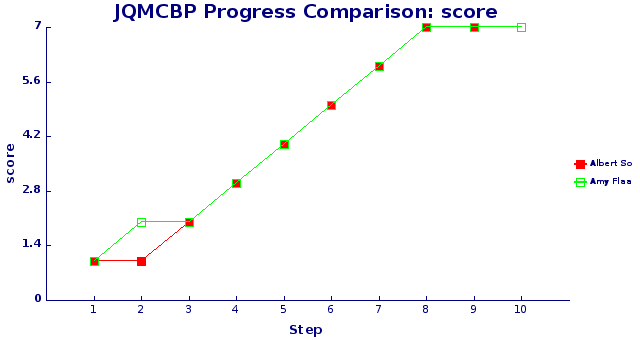 JQMCBP Progress Comparison: score
7
5.6
4.2
2.8
1.4
0
score
1 2 3 4 5 6 7 8 9 10
Step
Albert So
Amy Flaa